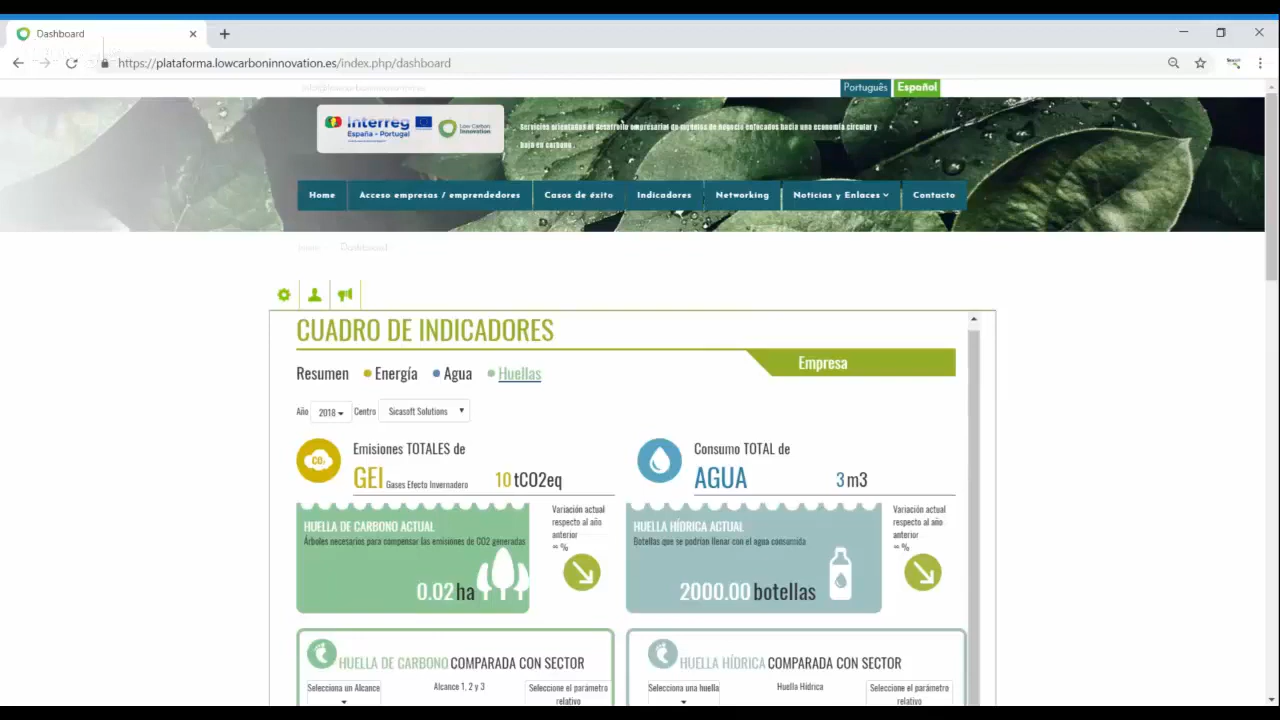 Dashboard
https://plataforma.lowcarboninnovation.es/index.php/dashboard
Português Español
Interreg
España - Portugal
Low Carbon
Innovation
Servicios orientados al desarrollo empresarial de modelos de negocio enfocados hacia una economía circular y
baja en carbono .
Home Acceso empresas / emprendedores Casos de éxito Indicadores Networking Noticias y Enlaces Contacto
Dashboard
CUADRO DE INDICADORES
Empresa
Resumen Energía Agua Huellas
Año 2018 Centro Sicasoft Solutions
Emisiones TOTALES de
GEI Gases Efecto Invernadero 10 tCO2eq
CO2
Consumo TOTAL de
AGUA 3 m3
HUELLA DE CARBONO ACTUAL
Árboles necesarios para compensar las emisiones de CO2 generadas
0.02 ha
Variación actual
respecto al año
anterior
∞ %
HUELLA HÍDRICA ACTUAL
Botellas que se podrían llenar con el agua consumida
2000.00 botellas
Variación actual
respecto al año
anterior
∞ %
HUELLA DE CARBONO COMPARADA CON SECTOR
Selecciona un Alcance Alcance 1, 2 y 3 Seleccione el parámetro
relativo
HUELLA HÍDRICA COMPARADA CON SECTOR
Selecciona una huella Huella Hídrica Seleccione el parámetro
relativo